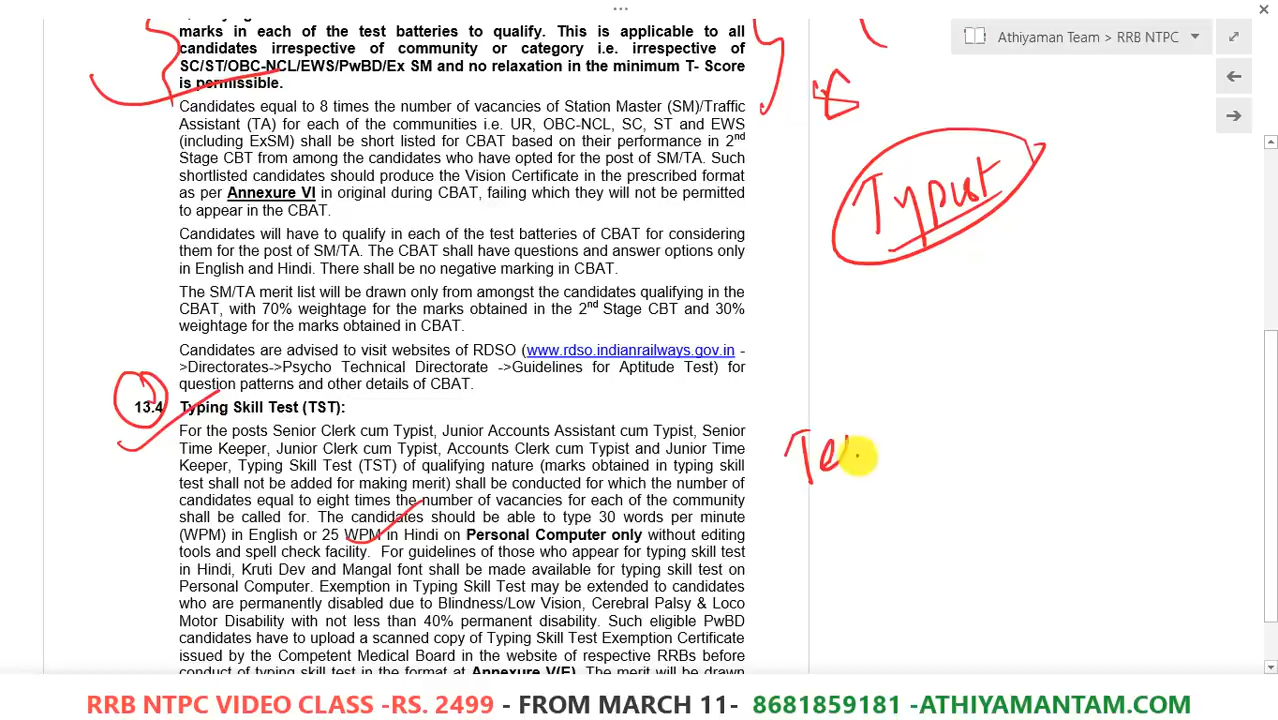 marks in each of the test batteries to qualify. This is applicable to all
candidates irrespective of community or category i.e. irrespective of
SC/ST/OBC-NCL/EWS/PwBD/Ex SM and no relaxation in the minimum T- Score
is permissible.
Candidates equal to 8 times the number of vacancies of Station Master (SM)/Traffic
Assistant (TA) for each of the communities i.e. UR, OBC-NCL, SC, ST and EWS
(including ExSM) shall be short listed for CBAT based on their performance in 2nd
Stage CBT from among the candidates who have opted for the post of SM/TA. Such
shortlisted candidates should produce the Vision Certificate in the prescribed format
as per Annexure VI in original during CBAT, failing which they will not be permitted
to appear in the CBAT.
Candidates will have to qualify in each of the test batteries of CBAT for considering
them for the post of SM/TA. The CBAT shall have questions and answer options only
in English and Hindi. There shall be no negative marking in CBAT.
The SM/TA merit list will be drawn only from amongst the candidates qualifying in the
CBAT, with 70% weightage for the marks obtained in the 2nd Stage CBT and 30%
weightage for the marks obtained in CBAT.
Candidates are advised to visit websites of RDSO (www.rdso.indianrailways.gov.in -
->Directorates->Psycho Technical Directorate ->Guidelines for Aptitude Test) for
question patterns and other details of CBAT.
13.4 Typing Skill Test (TST):
For the posts Senior Clerk cum Typist, Junior Accounts Assistant cum Typist, Senior
Time Keeper, Junior Clerk cum Typist, Accounts Clerk cum Typist and Junior Time
Keeper, Typing Skill Test (TST) of qualifying nature (marks obtained in typing skill
test shall not be added for making merit) shall be conducted for which the number of
candidates equal to eight times the number of vacancies for each of the community
shall be called for. The candidates should be able to type 30 words per minute
(WPM) in English or 25 WPM in Hindi on Personal Computer only without editing
tools and spell check facility. For guidelines of those who appear for typing skill test
in Hindi, Kruti Dev and Mangal font shall be made available for typing skill test on
Personal Computer. Exemption in Typing Skill Test may be extended to candidates
who are permanently disabled due to Blindness/Low Vision, Cerebral Palsy & Loco
Motor Disability with not less than 40% permanent disability. Such eligible PwBD
candidates have to upload a scanned copy of Typing Skill Test Exemption Certificate
issued by the Competent Medical Board in the website of respective RRBs before
conduct of typing skill test in the format at Annexure V(E). The merit will be drawn
Athiyaman Team > RRB NTPC
Typist
Te
RRB NTPC VIDEO CLASS -RS. 2499 - FROM MARCH 11- 8681859181 -ATHIYAMANTAM.COM